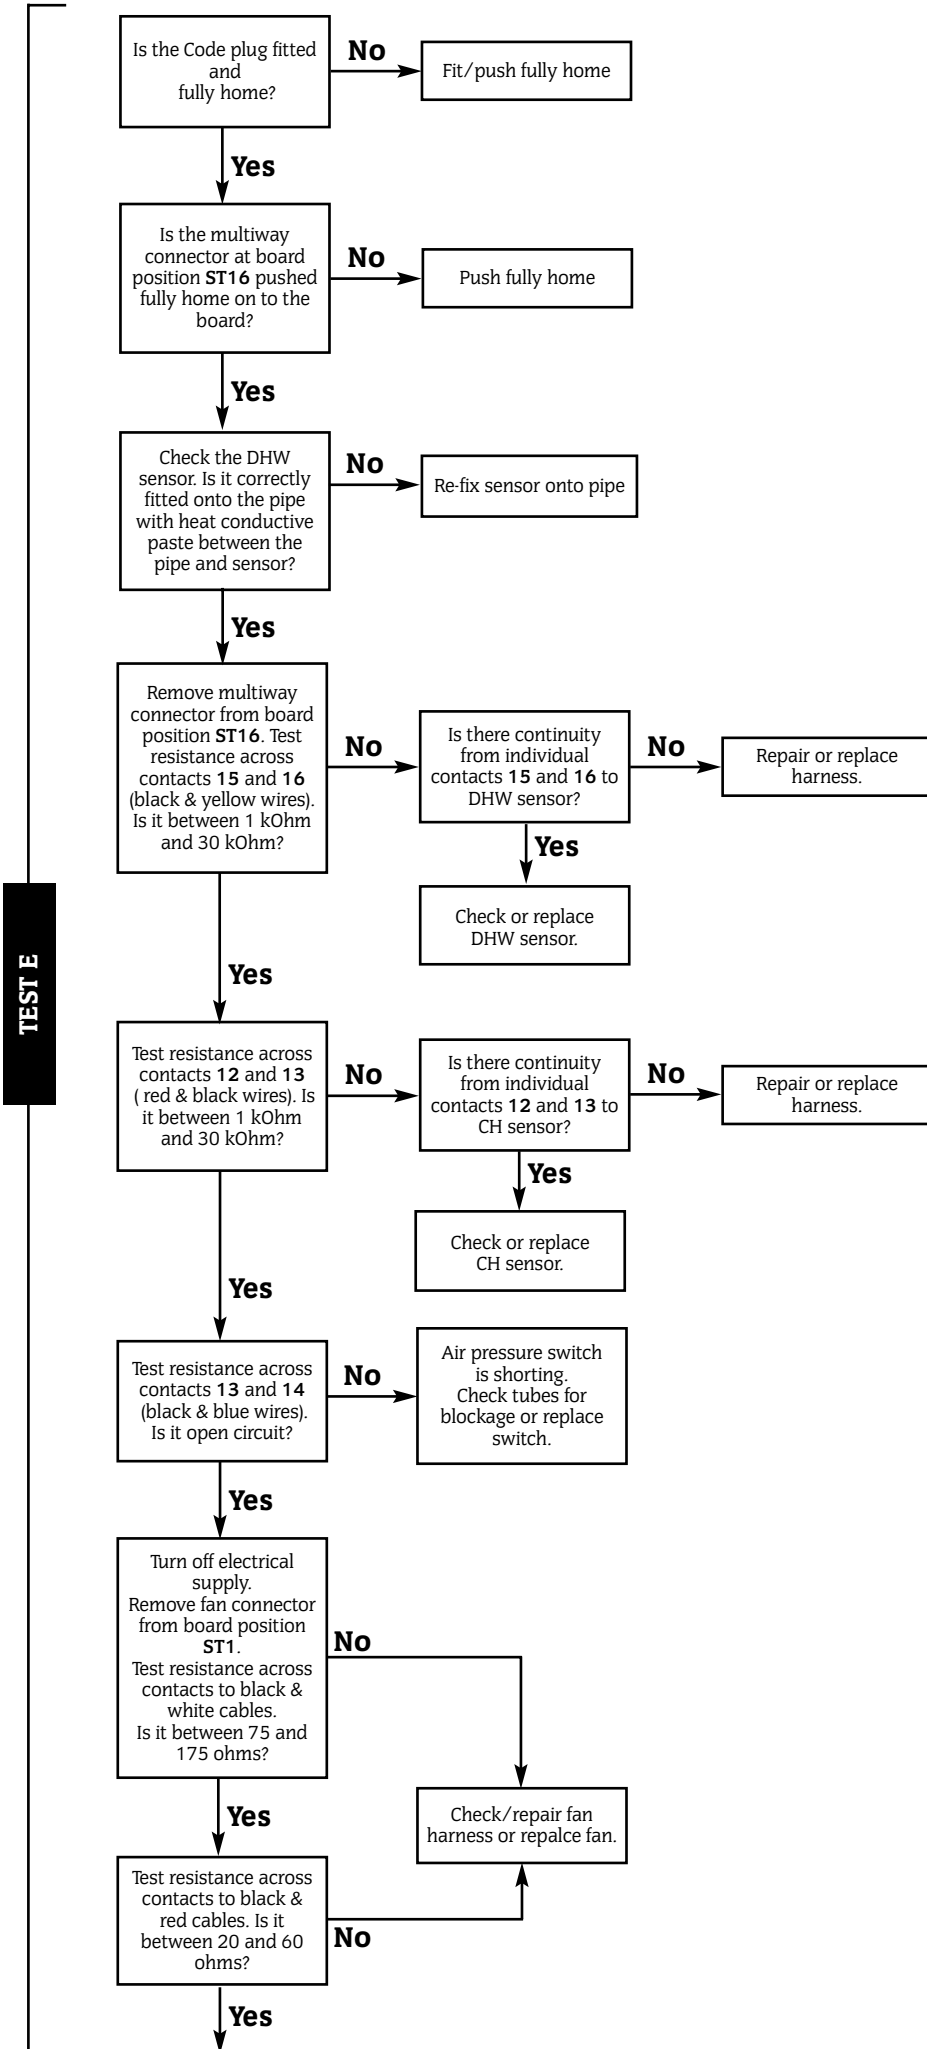 Is the Code plug fitted
and
fully home?
No
Fit/push fully home
Yes
Is the multiway
connector at board
position ST16 pushed
fully home on to the
board?
No
Push fully home
Yes
Check the DHW
sensor. Is it correctly
fitted onto the pipe
with heat conductive
paste between the
pipe and sensor?
No
Re-fix sensor onto pipe
Yes
Remove multiway
connector from board
position ST16. Test
resistance across
contacts 15 and 16
(black & yellow wires).
Is it between 1 kOhm
and 30 kOhm?
No
Is there continuity
from individual
contacts 15 and 16 to
DHW sensor?
No
Repair or replace
harness.
Yes
Check or replace
DHW sensor.
Yes
TEST E
Test resistance across
contacts 12 and 13
( red & black wires). Is
it between 1 kOhm
and 30 kOhm?
No
Is there continuity
from individual
contacts 12 and 13 to
CH sensor?
No
Repair or replace
harness.
Yes
Check or replace
CH sensor.
Yes
Test resistance across
contacts 13 and 14
(black & blue wires).
Is it open circuit?
No
Air pressure switch
is shorting.
Check tubes for
blockage or replace
switch.
Yes
Turn off electrical
supply.
Remove fan connector
from board position
ST1.
Test resistance across
contacts to black &
white cables.
Is it between 75 and
175 ohms?
No
Check/repair fan
harness or repalce fan.
Yes
Test resistance across
contacts to black &
red cables. Is it
between 20 and 60
ohms?
No
Yes